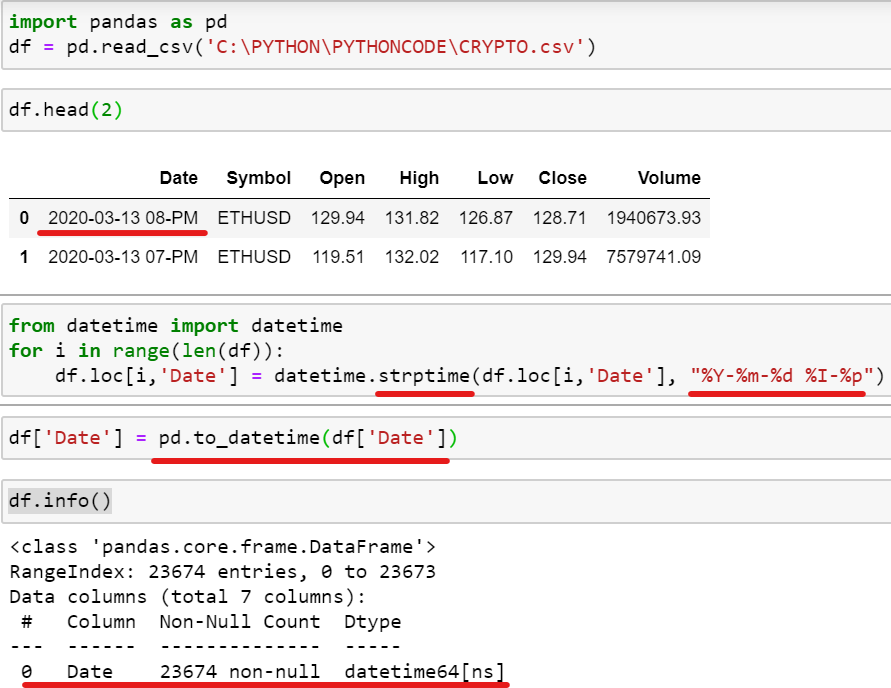 import pandas as pd
df = pd.read_csv('C:\PYTHON\PYTHONCODE\CRYPTO.csv')
df.head(2)
Date Symbol Open High Low Close Volume
0 2020-03-13 08-PM ETHUSD 129.94 131.82 126.87 128.71 1940673.93
1 2020-03-13 07-PM ETHUSD 119.51 132.02 117.10 129.94 7579741.09
from datetime import datetime
for i in range(len(df)):
    df.loc[i,'Date'] = datetime.strptime(df.loc[i,'Date'], "%Y-%m-%d %I-%p")
df['Date'] = pd.to_datetime(df['Date'])
df.info()
<class 'pandas.core.frame.DataFrame'>
RangeIndex: 23674 entries, 0 to 23673
Data columns (total 7 columns):
 #   Column  Non-Null Count  Dtype
---  ------  --------------  -----
 0   Date    23674 non-null  datetime64[ns]